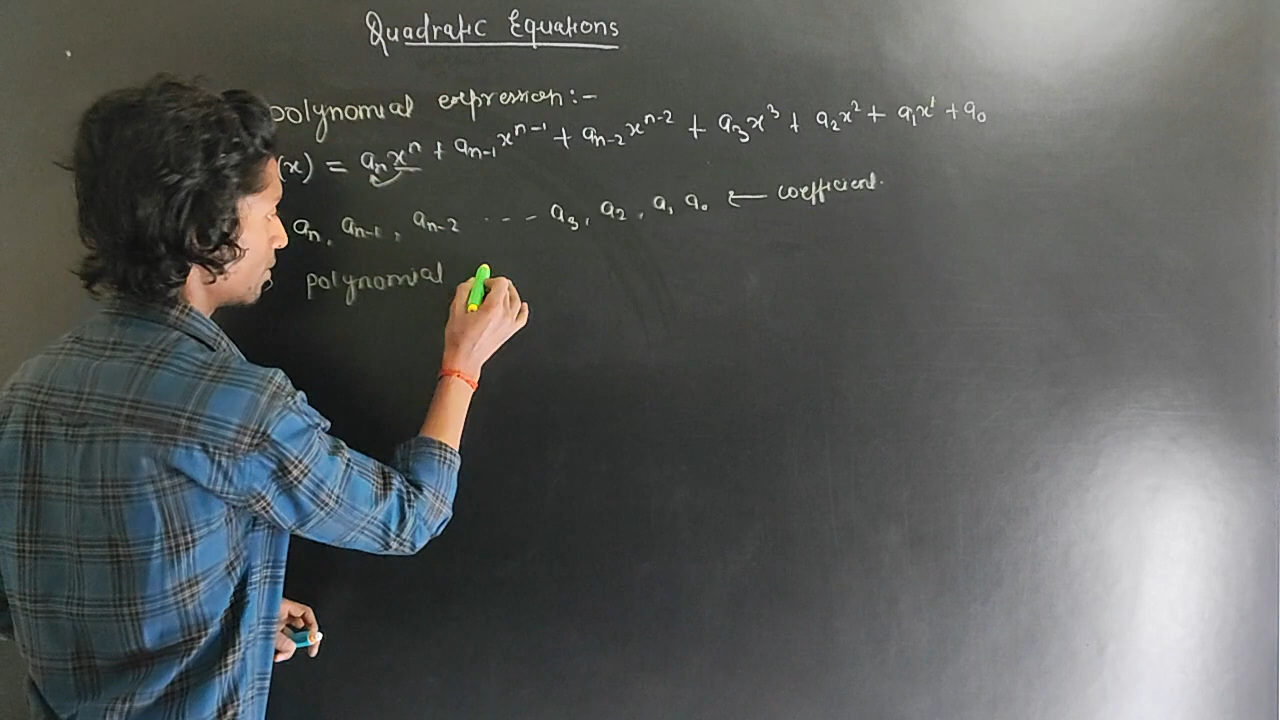 Quadratic Equations
polynomial expression:-
(x) = aₙxⁿ + aₙ₋₁xⁿ⁻¹ + aₙ₋₂xⁿ⁻² + a₃x³ + a₂x² + a₁x¹ + a₀
aₙ, aₙ₋₁, aₙ₋₂ ---- a₃, a₂, a₁ a₀ ← coefficient.
polynomial